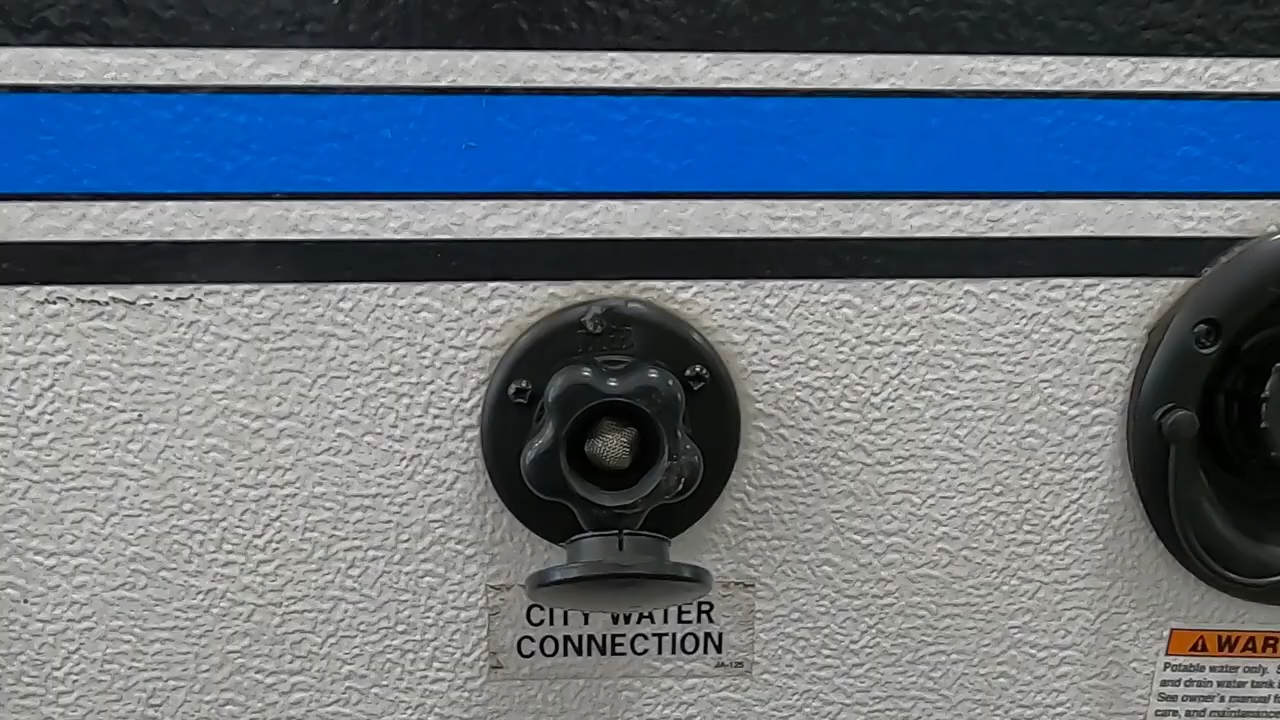 CITY WATER
CONNECTION
JA-125
WAR
Potable water only.
and drain water tank
See owner's manual
care, and maintenance